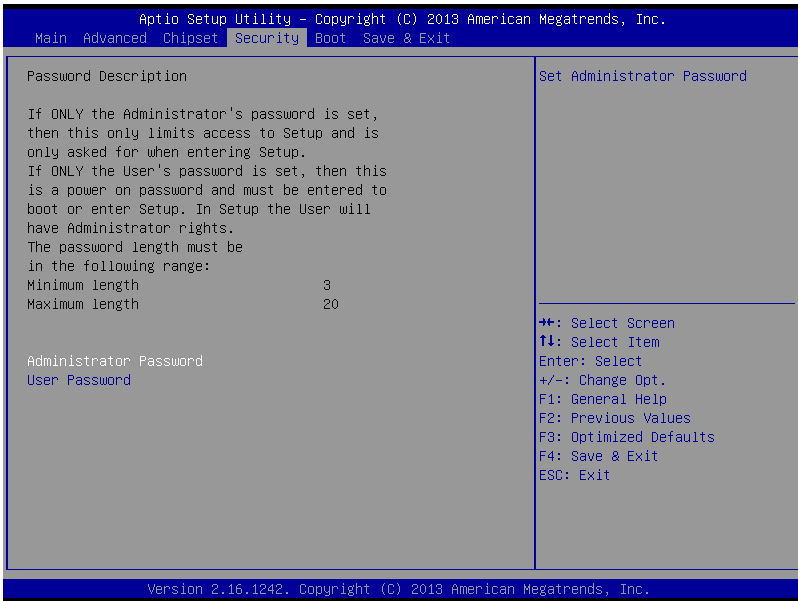 Aptio Setup Utility – Copyright (C) 2013 American Megatrends, Inc.
Main Advanced Chipset Security Boot Save & Exit
Password Description
If ONLY the Administrator's password is set,
then this only limits access to Setup and is
only asked for when entering Setup.
If ONLY the User's password is set, then this
is a power on password and must be entered to
boot or enter Setup. In Setup the User will
have Administrator rights.
The password length must be
in the following range:
Minimum length 3
Maximum length 20
Administrator Password
User Password
Set Administrator Password
→←: Select Screen
↑↓: Select Item
Enter: Select
+/-: Change Opt.
F1: General Help
F2: Previous Values
F3: Optimized Defaults
F4: Save & Exit
ESC: Exit
Version 2.16.1242. Copyright (C) 2013 American Megatrends, Inc.